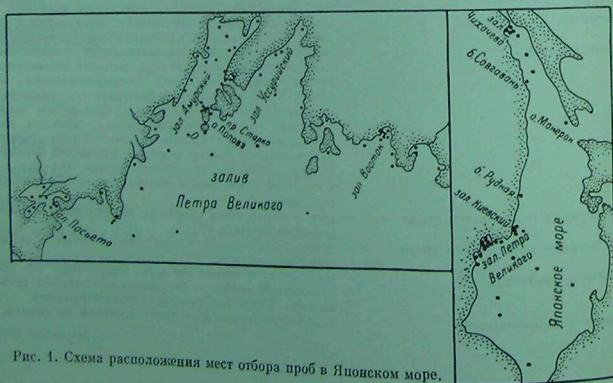 зал. Амурский
о. Попова
пр. Старка
зал. Уссурийский
зал. Восток
залив
Петра Великого
зал. Посьета
зал. Чихачева
б. Совгавань
о. Монерон
б. Рудная
зал. Киевский
зал. Петра
Великого
Японское море
Рис. 1. Схема расположения мест отбора проб в Японском море.